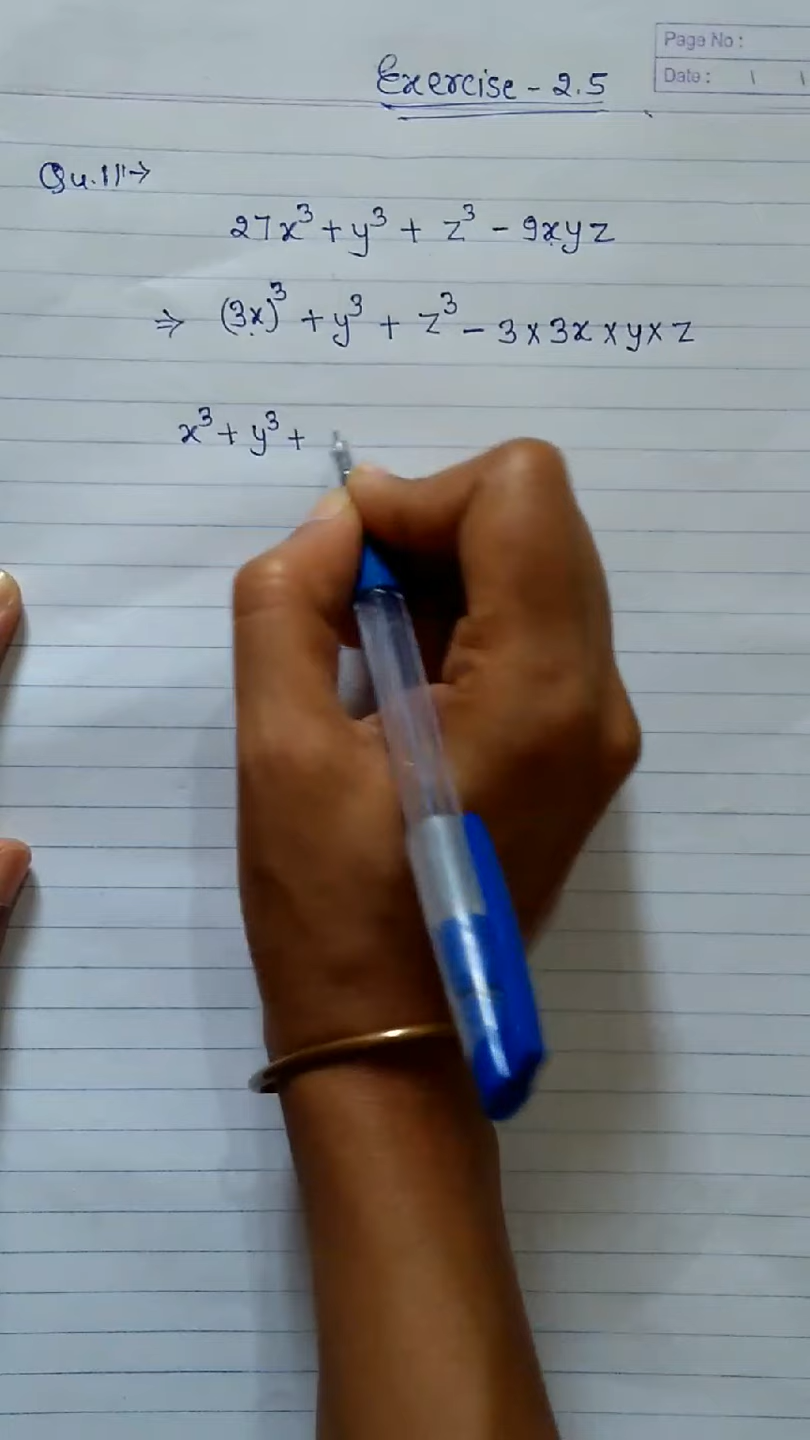 Page No :
Date :
Exercise - 2.5
Qu.11→
27x³ + y³ + z³ - 9xyz
⇒ (3x)³ + y³ + z³ - 3 × 3x × y × z
x³ + y³ +